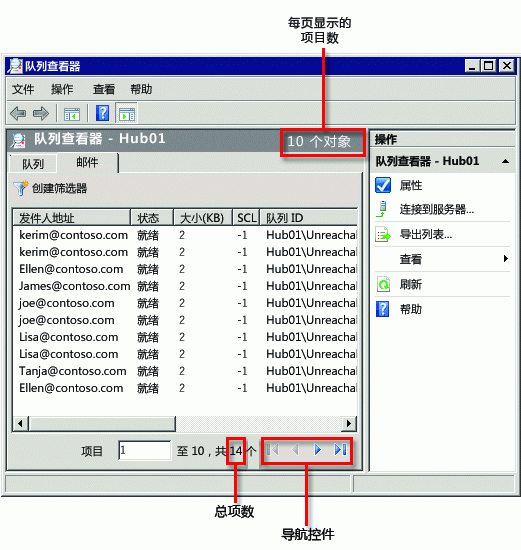 每页显示的
项目数
队列查看器
文件 操作 查看 帮助
队列查看器 - Hub01
10 个对象
队列 邮件
创建筛选器
发件人地址 状态 大小(KB) SCL 队列 ID
kerim@contoso.com 就绪 2 -1 Hub01\Unreachal
kerim@contoso.com 就绪 2 -1 Hub01\Unreachal
Ellen@contoso.com 就绪 2 -1 Hub01\Unreachal
James@contoso.com 就绪 2 -1 Hub01\Unreachal
joe@contoso.com 就绪 2 -1 Hub01\Unreachal
joe@contoso.com 就绪 2 -1 Hub01\Unreachal
Lisa@contoso.com 就绪 2 -1 Hub01\Unreachal
Lisa@contoso.com 就绪 2 -1 Hub01\Unreachal
Tanja@contoso.com 就绪 2 -1 Hub01\Unreachal
Ellen@contoso.com 就绪 2 -1 Hub01\Unreachal
项目 1 至 10，共 14 个
操作
队列查看器 - Hub01
属性
连接到服务器...
导出列表...
查看
刷新
帮助
总项数
导航控件